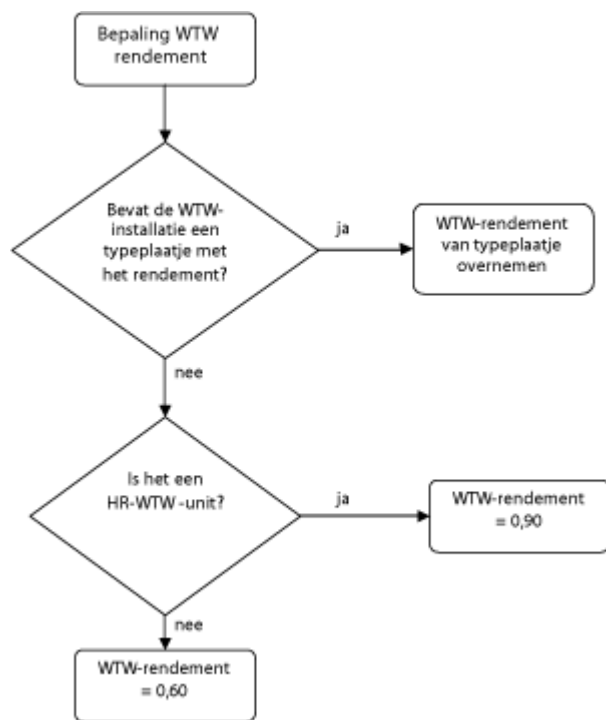 Bepaling WTW
rendement
Bevat de WTW-
installatie een
typeplaatje met
het rendement?
ja
WTW-rendement
van typeplaatje
overnemen
nee
Is het een
HR-WTW -unit?
ja
WTW-rendement
= 0,90
nee
WTW-rendement
= 0,60